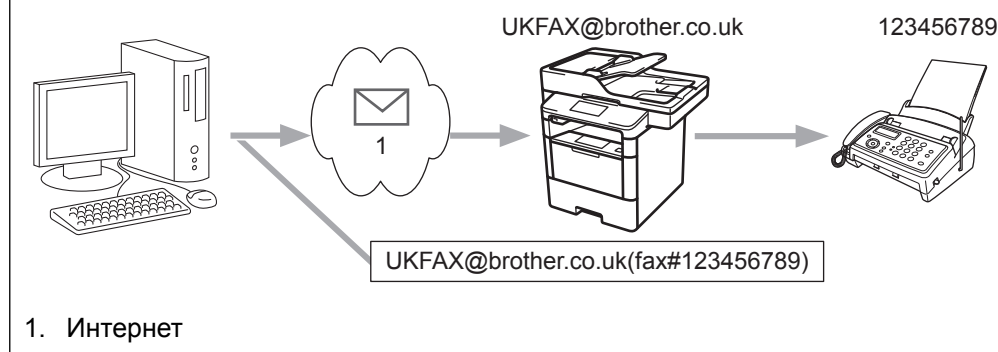 UKFAX@brother.co.uk 123456789
1
UKFAX@brother.co.uk(fax#123456789)
1. Интернет